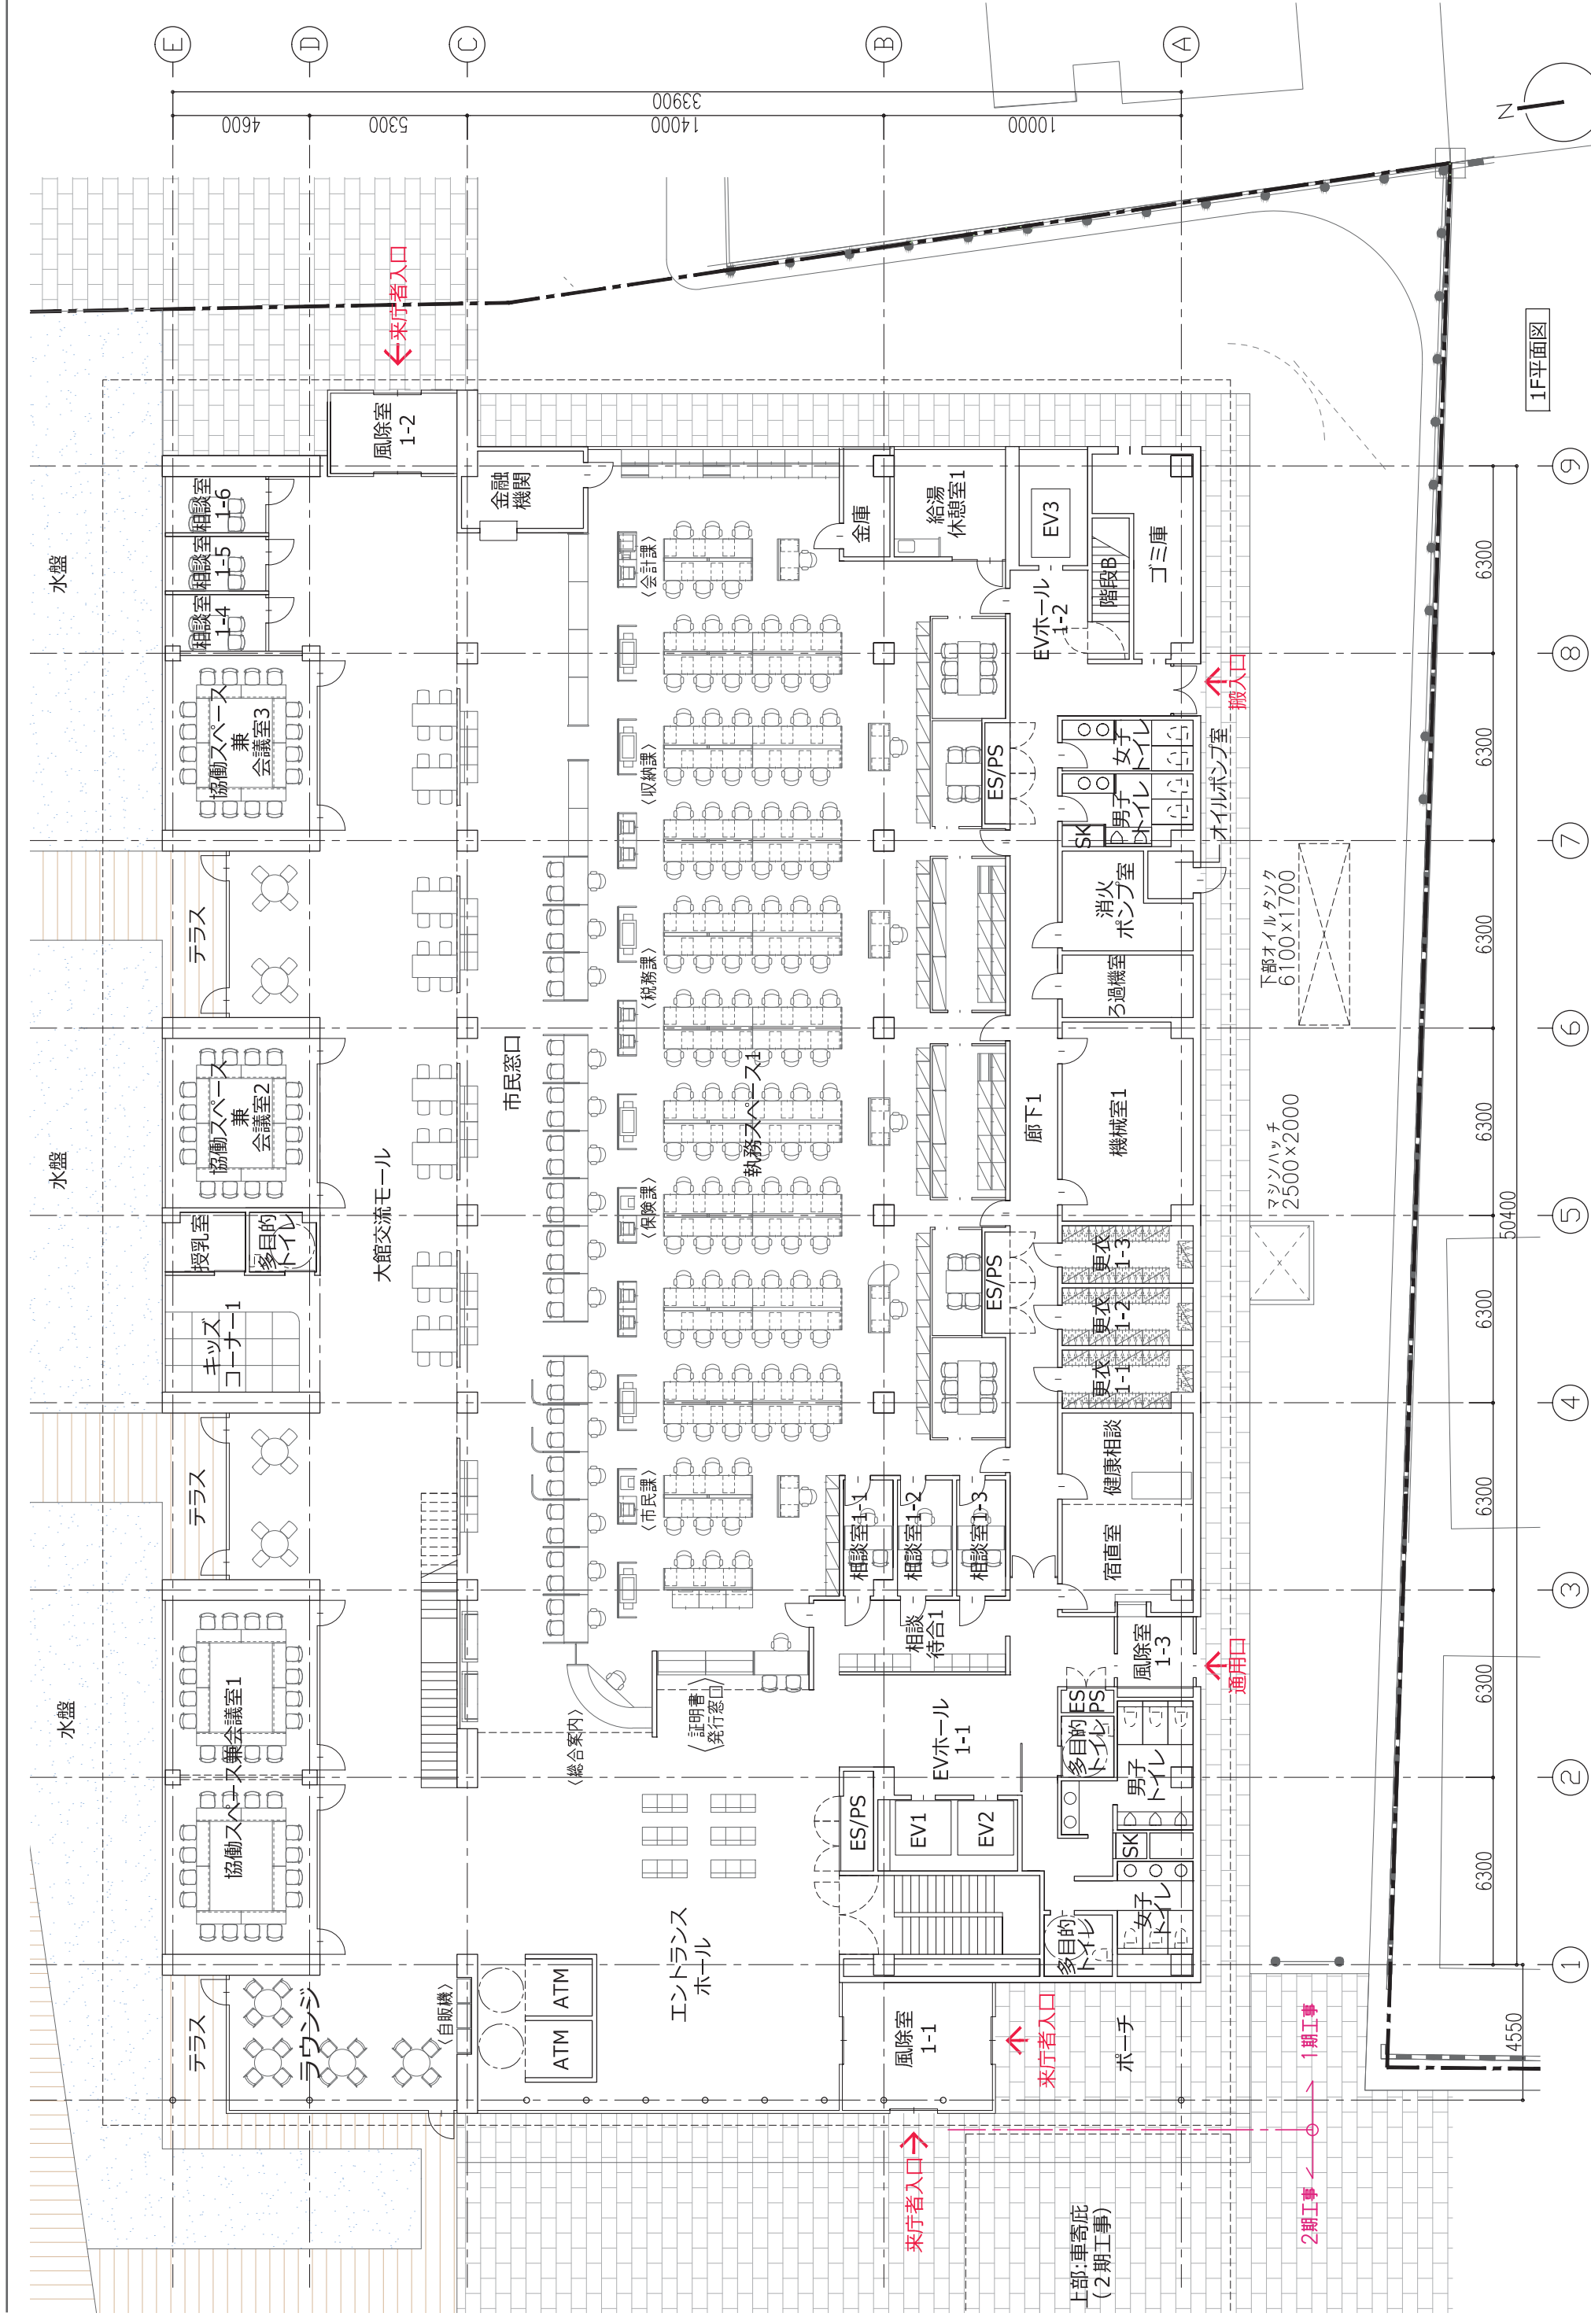 水盤
水盤
水盤
テラス
ラウンジ
協働スペース兼会議室1
テラス
キッズ
コーナー1
授乳室
多目的
トイレ
協働スペース
兼
会議室2
テラス
協働スペース
兼
会議室3
相談室
1-4
相談室
1-5
相談室
1-6
大館交流モール
風除室
1-2
←来庁者入口
〈自販機〉
ATM
ATM
エントランス
ホール
〈総合案内〉
〈証明書
発行窓口〉
市民窓口
金融
機関
〈市民課〉
〈保険課〉
〈税務課〉
〈収納課〉
〈会計課〉
執務スペース1
金庫
給湯
休憩室1
相談室1-1
相談室1-2
相談室1-3
相談
待合1
ES/PS
EV1
EV2
EVホール
1-1
ES/PS
ES/PS
EVホール
1-2
EV3
階段B
ゴミ庫
廊下1
風除室
1-1
来庁者入口→
来庁者入口
ポーチ
多目的
トイレ
女子
トイレ
SK
男子
トイレ
多目的
トイレ
ES
PS
風除室
1-3
通用口
宿直室
健康相談
更衣
1-1
更衣
1-2
更衣
1-3
機械室1
ろ過機室
消火
ポンプ室
SK
男子
トイレ
女子
トイレ
オイルポンプ室
搬入口
マシンハッチ
2500×2000
下部オイルタンク
6100×1700
上部:車寄庇
(2期工事)
2期工事
1期工事
4550
6300
6300
6300
6300
6300
6300
6300
6300
50400
1
2
3
4
5
6
7
8
9
E
D
C
B
A
4600
5300
14000
10000
33900
N
1F平面図